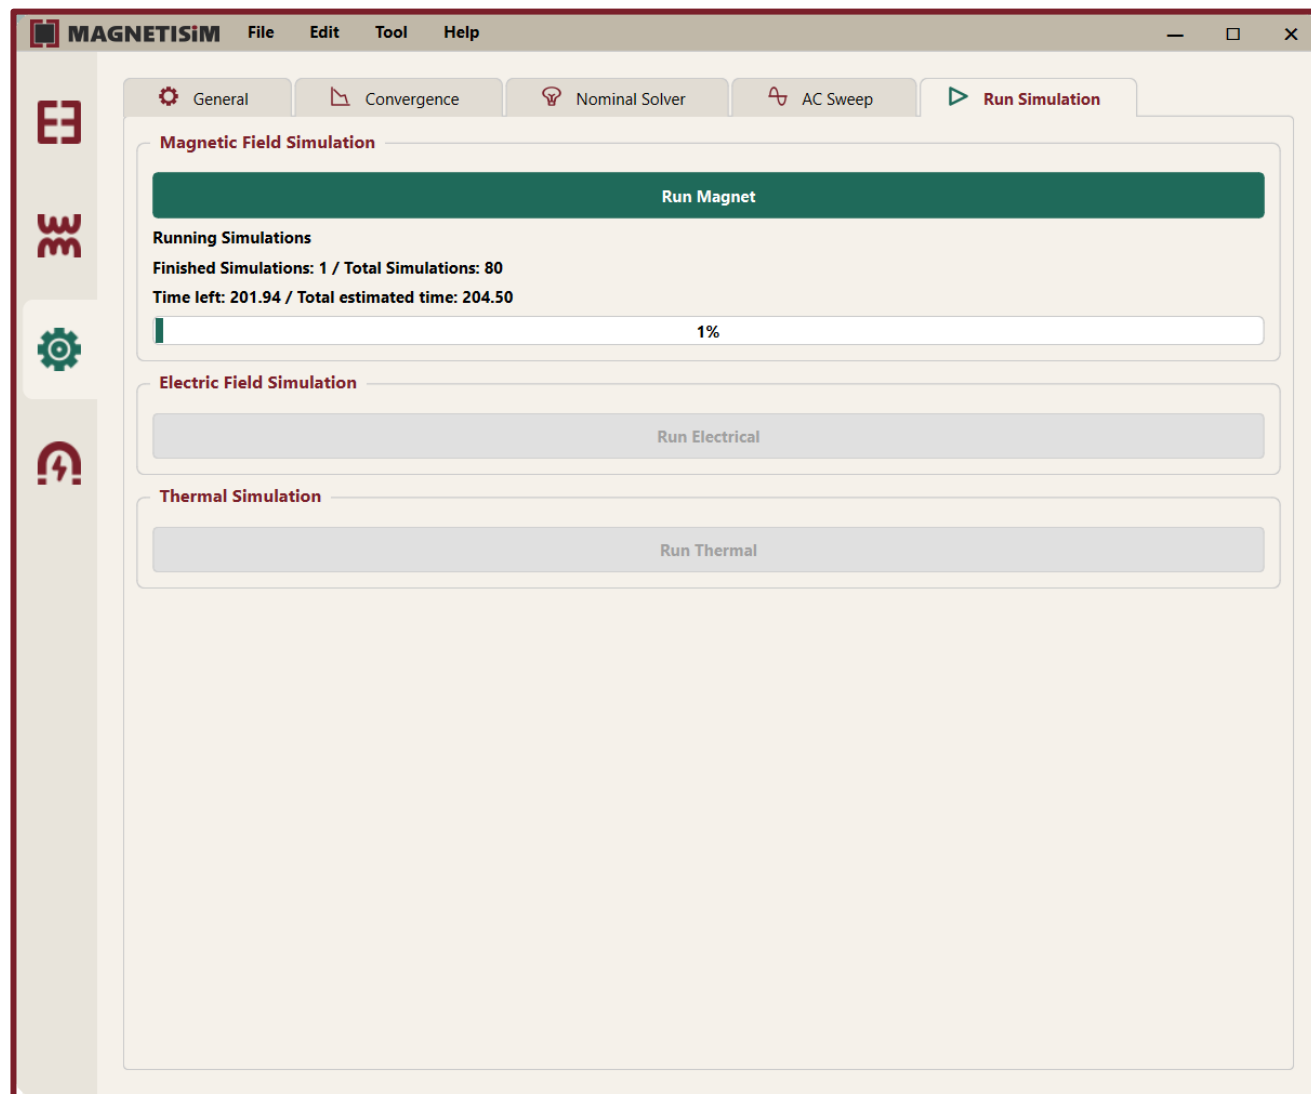 MAGNETISiM File Edit Tool Help
General Convergence Nominal Solver AC Sweep Run Simulation
Magnetic Field Simulation
Run Magnet
Running Simulations
Finished Simulations: 1 / Total Simulations: 80
Time left: 201.94 / Total estimated time: 204.50
1%
Electric Field Simulation
Run Electrical
Thermal Simulation
Run Thermal